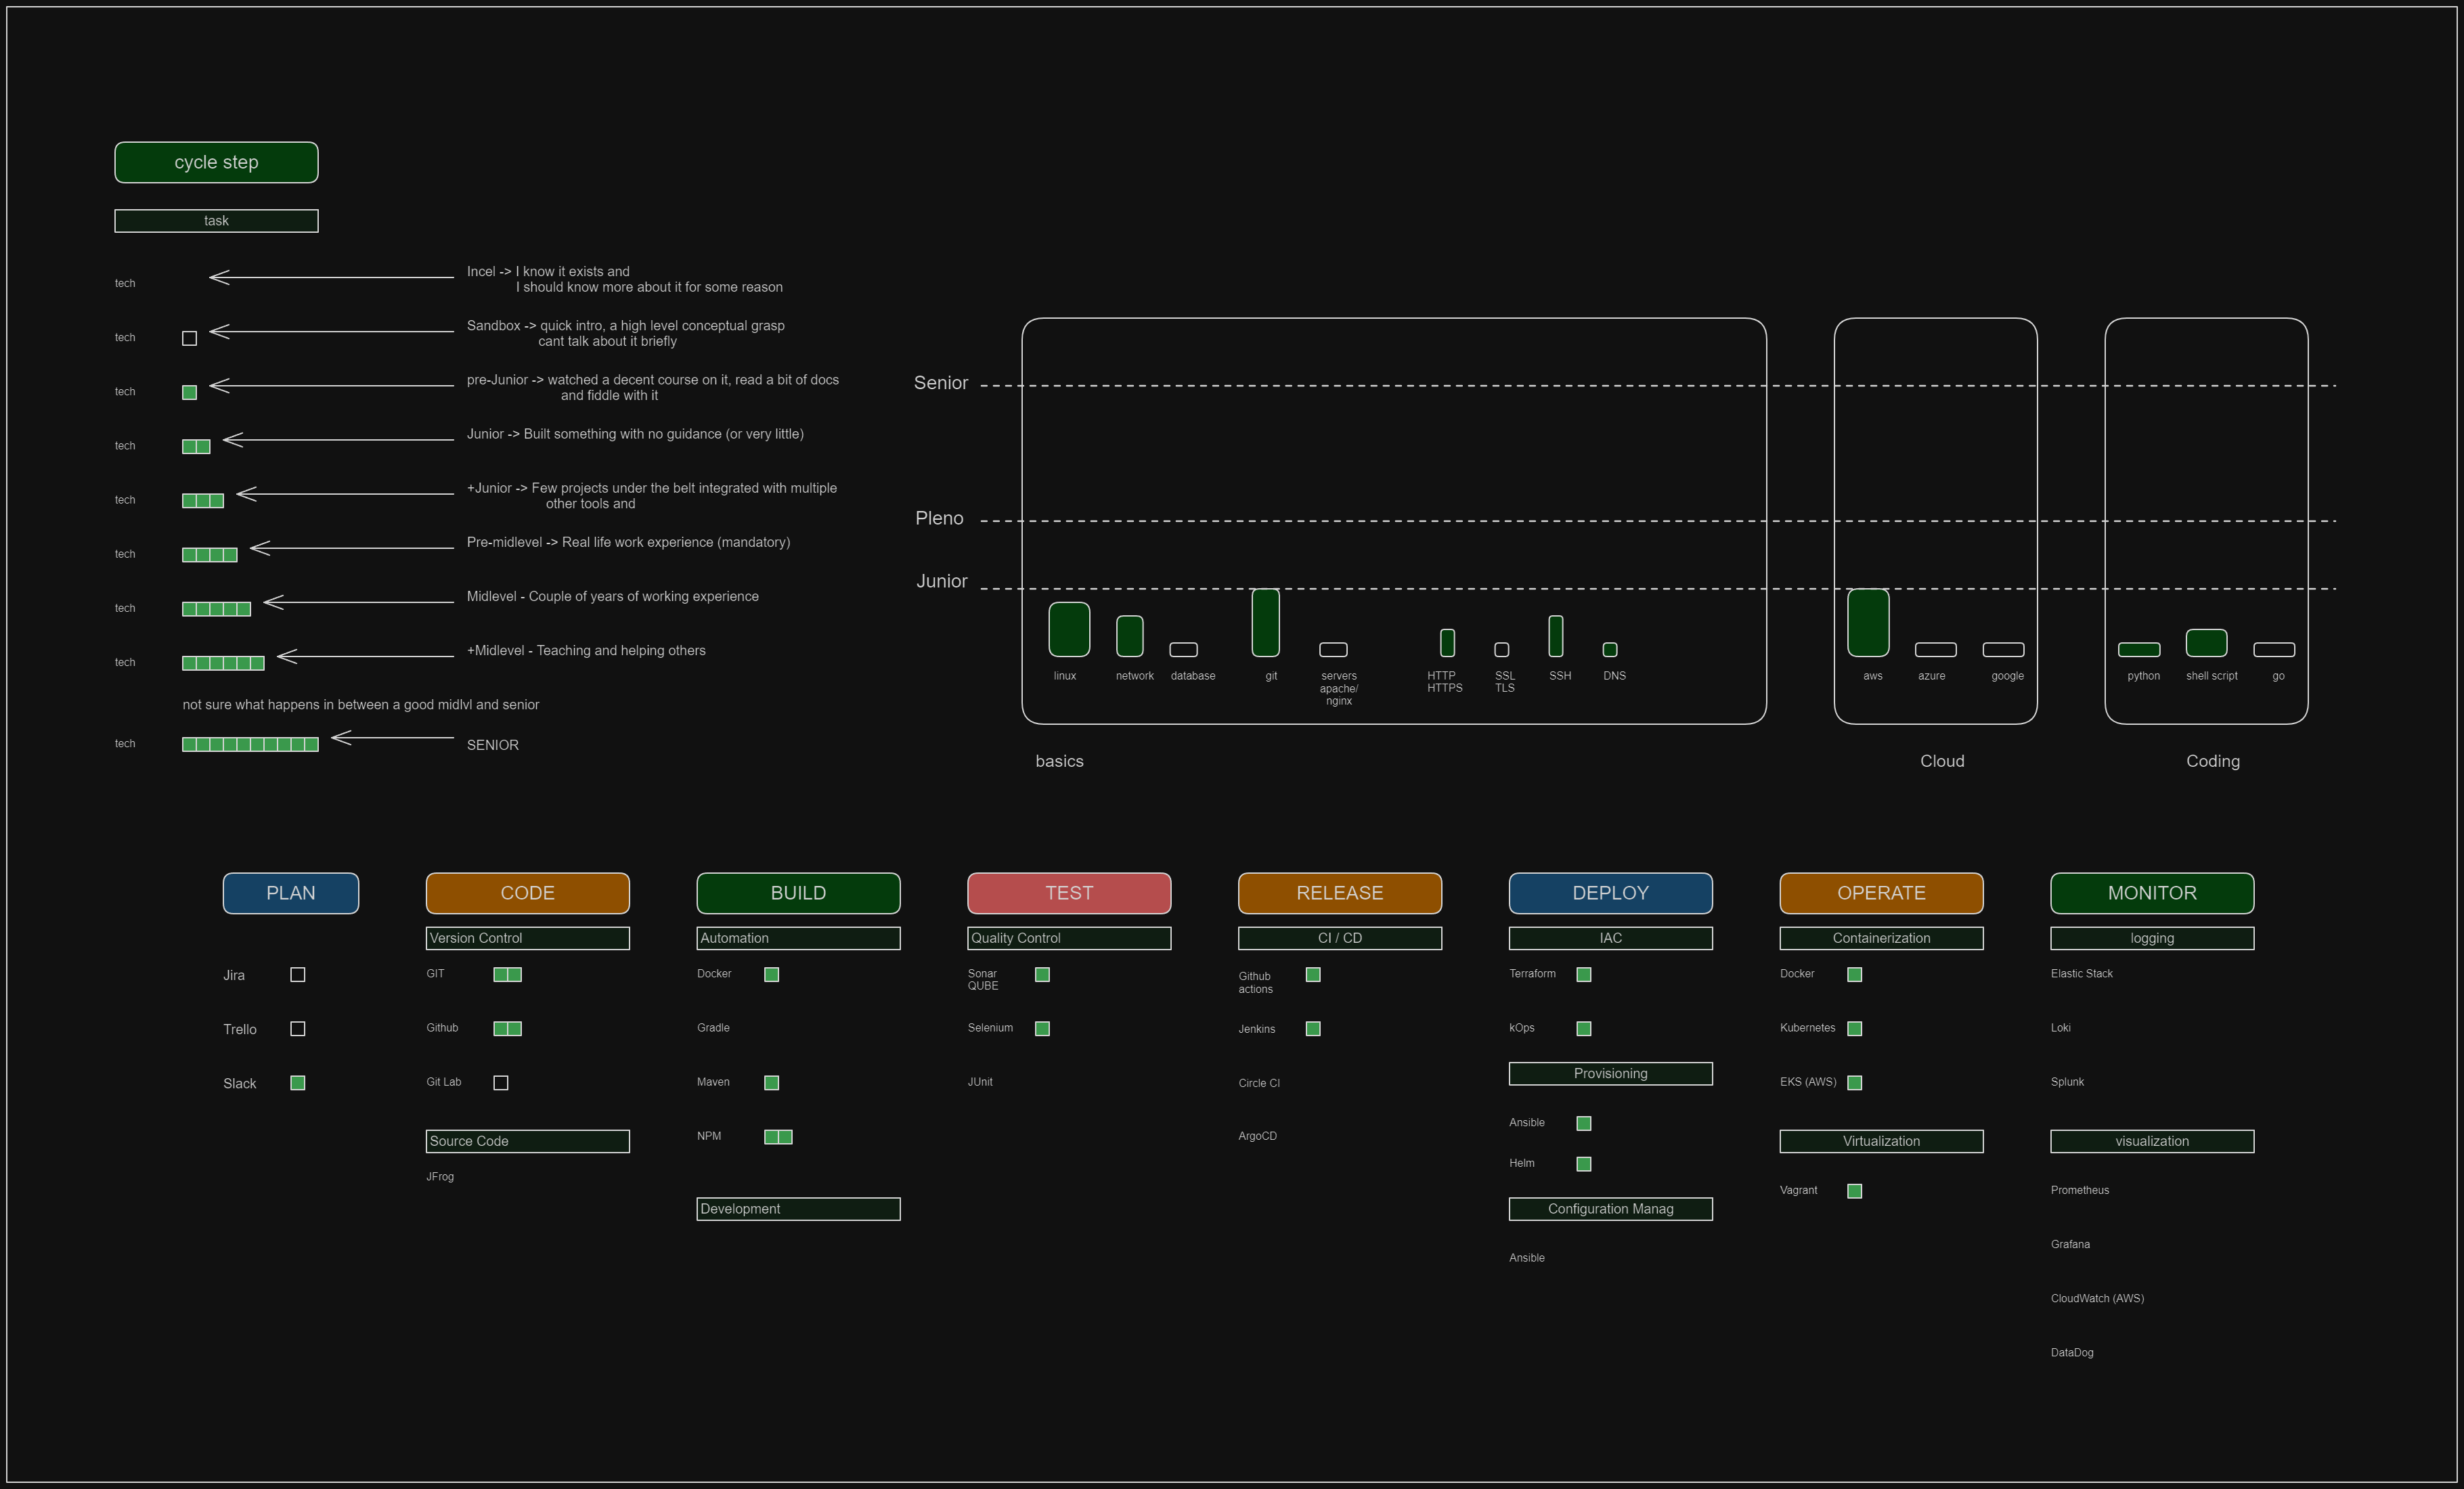 cycle step
task
tech
Incel -> I know it exists and
I should know more about it for some reason
tech
Sandbox -> quick intro, a high level conceptual grasp
cant talk about it briefly
tech
pre-Junior -> watched a decent course on it, read a bit of docs
and fiddle with it
tech
Junior -> Built something with no guidance (or very little)
tech
+Junior -> Few projects under the belt integrated with multiple
other tools and
tech
Pre-midlevel -> Real life work experience (mandatory)
tech
Midlevel - Couple of years of working experience
tech
+Midlevel - Teaching and helping others
not sure what happens in between a good midlvl and senior
tech
SENIOR
Senior
Pleno
Junior
linux
network
database
git
servers
apache/
nginx
HTTP
HTTPS
SSL
TLS
SSH
DNS
basics
aws
azure
google
Cloud
python
shell script
go
Coding
PLAN
Jira
Trello
Slack
CODE
Version Control
GIT
Github
Git Lab
Source Code
JFrog
BUILD
Automation
Docker
Gradle
Maven
NPM
Development
TEST
Quality Control
Sonar
QUBE
Selenium
JUnit
RELEASE
CI / CD
Github
actions
Jenkins
Circle CI
ArgoCD
DEPLOY
IAC
Terraform
kOps
Provisioning
Ansible
Helm
Configuration Manag
Ansible
OPERATE
Containerization
Docker
Kubernetes
EKS (AWS)
Virtualization
Vagrant
MONITOR
logging
Elastic Stack
Loki
Splunk
visualization
Prometheus
Grafana
CloudWatch (AWS)
DataDog